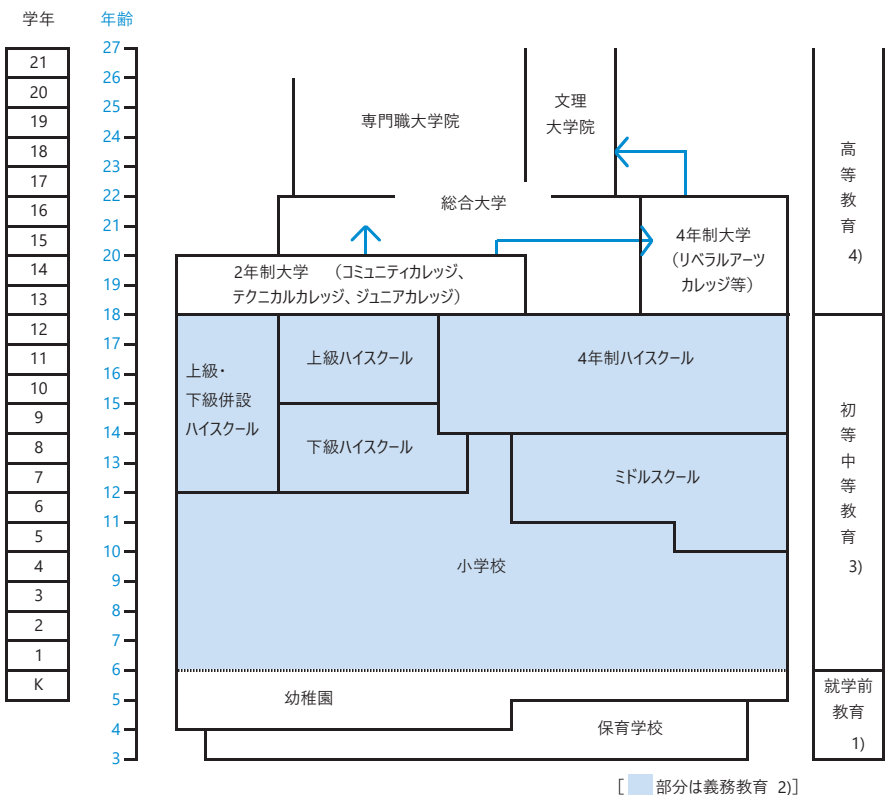 学年
年齢
27
21
26
20
25
19
24
18
23
17
22
16
21
15
20
14
19
13
18
12
17
11
16
10
15
9
14
8
13
7
12
6
11
5
10
4
9
3
8
2
7
1
6
K
5
4
3
専門職大学院
文理
大学院
総合大学
4年制大学
（リベラルアーツ
カレッジ等）
2年制大学　（コミュニティカレッジ、
テクニカルカレッジ、ジュニアカレッジ）
上級・
下級併設
ハイスクール
上級ハイスクール
4年制ハイスクール
下級ハイスクール
ミドルスクール
小学校
幼稚園
保育学校
高等教育 4)
初等中等教育 3)
就学前
教育
1)
［ 部分は義務教育 2)］